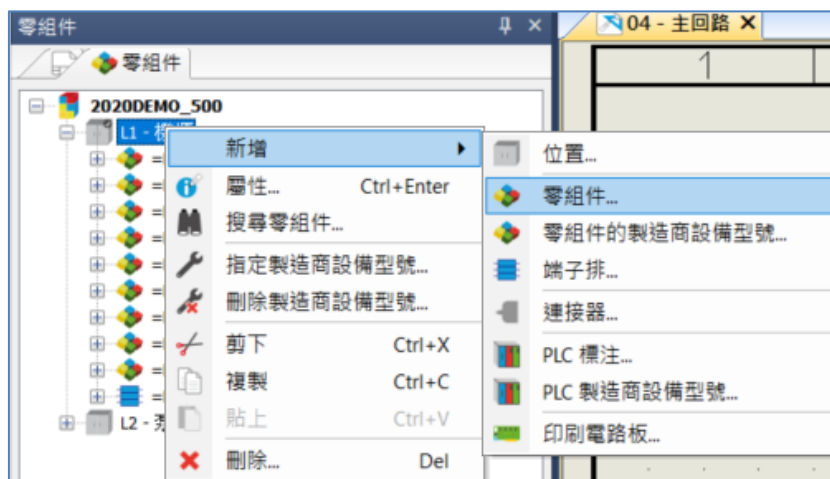 零組件
04 - 主回路
零組件
1
2020DEMO_500
L1 -
新增
屬性... Ctrl+Enter
搜尋零組件...
指定製造商設備型號...
刪除製造商設備型號...
剪下 Ctrl+X
複製 Ctrl+C
貼上 Ctrl+V
刪除... Del
位置...
零組件...
零組件的製造商設備型號...
端子排...
連接器...
PLC 標注...
PLC 製造商設備型號...
印刷電路板...
L2 -